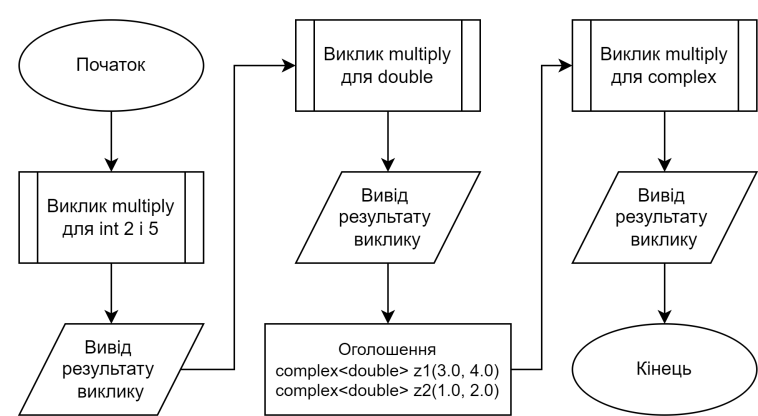 Початок
Виклик multiply
для int 2 і 5
Вивід
результату
виклику
Виклик multiply
для double
Вивід
результату
виклику
Оголошення
complex<double> z1(3.0, 4.0)
complex<double> z2(1.0, 2.0)
Виклик multiply
для complex
Вивід
результату
виклику
Кінець